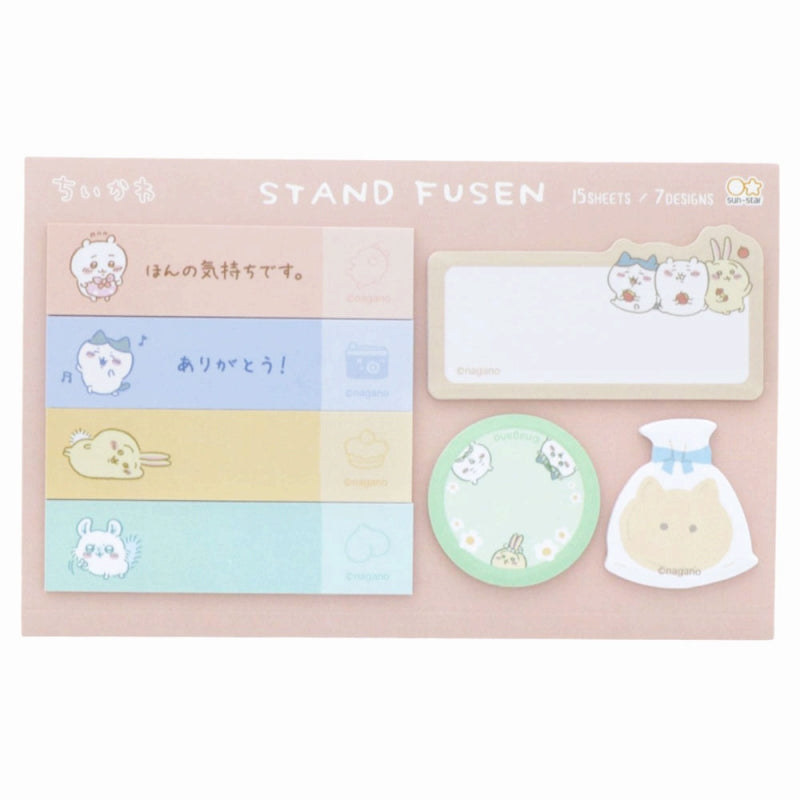 ちいかわ
STAND FUSEN
15SHEETS / 7DESIGNS
sun-star
ほんの気持ちです。
©nagano
ありがとう!
©nagano
©nagano
©nagano
©nagano
©nagano
©nagano